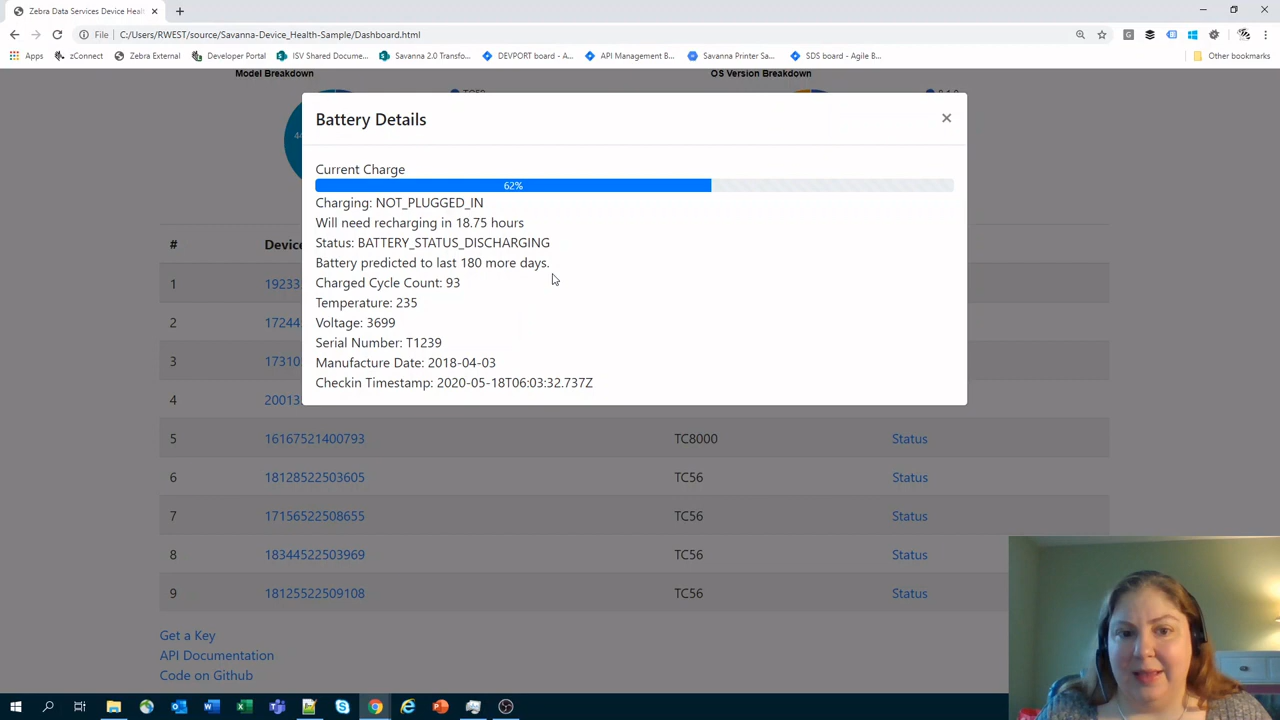 Zebra Data Services Device Heal
File | C:/Users/RWEST/source/Savanna-Device_Health-Sample/Dashboard.html
Apps zConnect Zebra External Developer Portal ISV Shared Docume... Savanna 2.0 Transfo... DEVPORT board - A... API Management B... Savanna Printer Sa... SDS board - Agile B... Other bookmarks
Model Breakdown OS Version Breakdown
Battery Details
Current Charge
62%
Charging: NOT_PLUGGED_IN
Will need recharging in 18.75 hours
Status: BATTERY_STATUS_DISCHARGING
Battery predicted to last 180 more days.
Charged Cycle Count: 93
Temperature: 235
Voltage: 3699
Serial Number: T1239
Manufacture Date: 2018-04-03
Checkin Timestamp: 2020-05-18T06:03:32.737Z
#
1
2
3
4
5 16167521400793 TC8000 Status
6 18128522503605 TC56 Status
7 17156522508655 TC56 Status
8 18344522503969 TC56 Status
9 18125522509108 TC56 Status
Get a Key
API Documentation
Code on Github